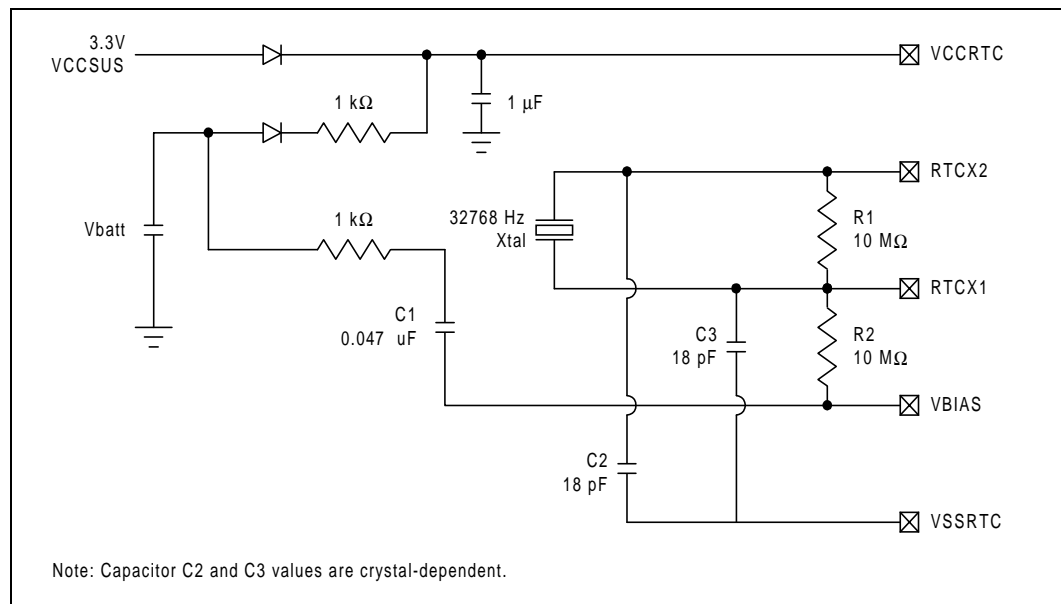 3.3V
VCCSUS
VCCRTC
1 kΩ
1 μF
RTCX2
Vbatt
1 kΩ
32768 Hz
Xtal
R1
10 MΩ
RTCX1
C1
0.047 uF
C3
18 pF
R2
10 MΩ
VBIAS
C2
18 pF
VSSRTC
Note: Capacitor C2 and C3 values are crystal-dependent.